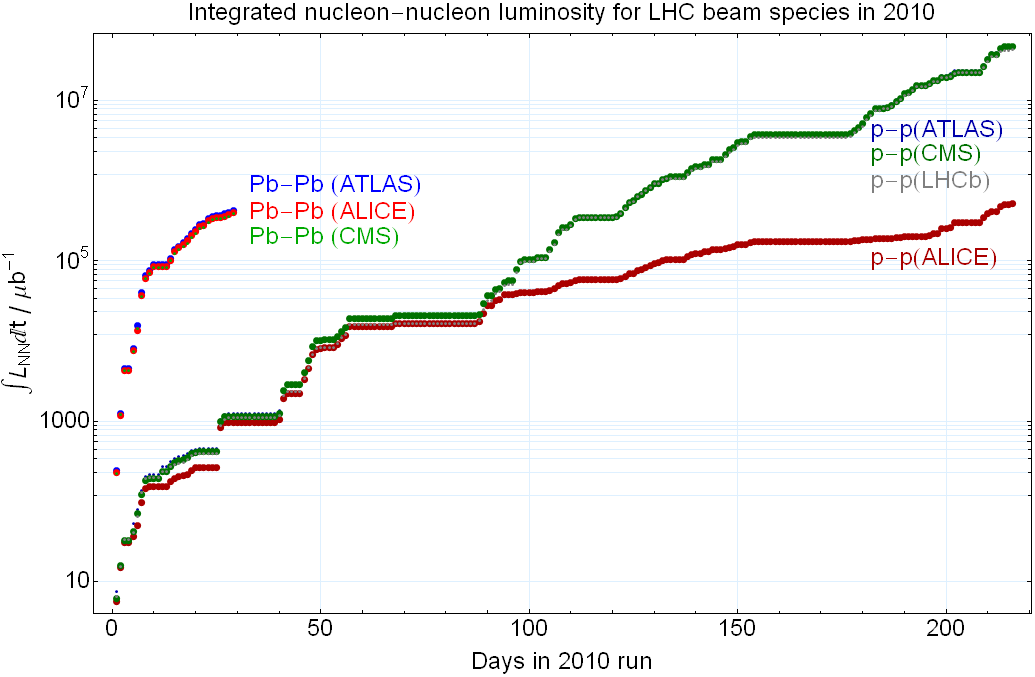 Integrated nucleon−nucleon luminosity for LHC beam species in 2010
10⁷
10⁵
1000
10
∫L_NN ⅆt / μb⁻¹
Pb−Pb (ATLAS)
Pb−Pb (ALICE)
Pb−Pb (CMS)
p−p(ATLAS)
p−p(CMS)
p−p(LHCb)
p−p(ALICE)
0 50 100 150 200
Days in 2010 run